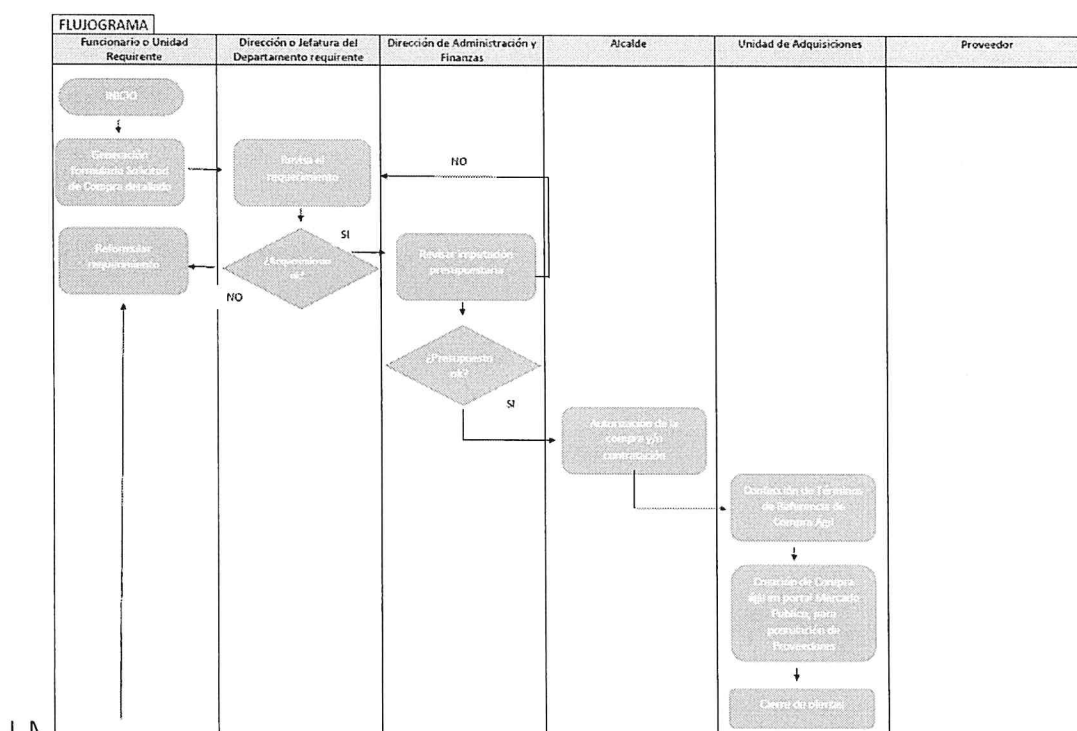 FLUJOGRAMA
Funcionario o Unidad
Requirente
Dirección o Jefatura del
Departamento requirente
Dirección de Administración y
Finanzas
Alcalde
Unidad de Adquisiciones
Proveedor
INICIO
Generación
formulario Solicitud
de Compra detallado
Revisa el
requerimiento
NO
Reformular
requerimiento
SI
Revisar imputación
presupuestaria
ok?
NO
¿Presupuesto
ok?
SI
Autorización de la
compra y/o
contratación
Confección de Términos
de Referencia de
Compra Ágil
Creación de Compra
ágil en portal Mercado
Público, para
postulación de
Proveedores
Cierre de ofertas